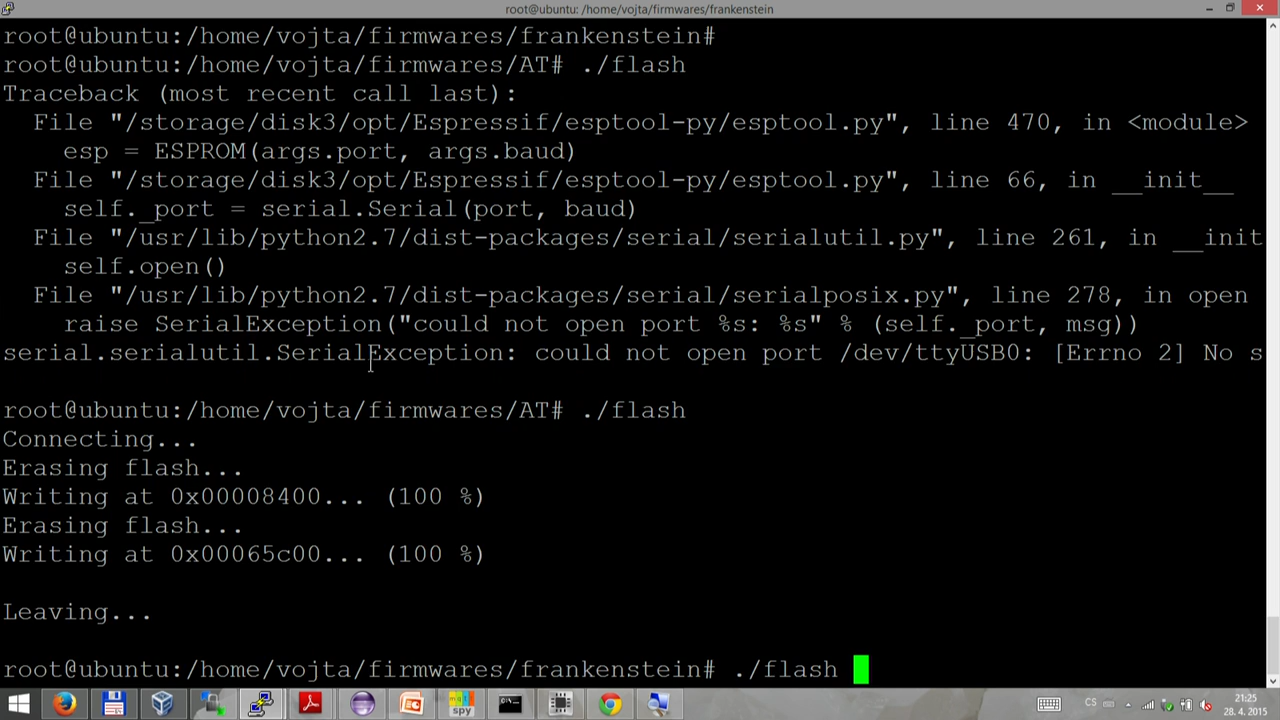 root@ubuntu: /home/vojta/firmwares/frankenstein
root@ubuntu:/home/vojta/firmwares/frankenstein#
root@ubuntu:/home/vojta/firmwares/AT# ./flash
Traceback (most recent call last):
File "/storage/disk3/opt/Espressif/esptool-py/esptool.py", line 470, in <module>
esp = ESPROM(args.port, args.baud)
File "/storage/disk3/opt/Espressif/esptool-py/esptool.py", line 66, in __init__
self._port = serial.Serial(port, baud)
File "/usr/lib/python2.7/dist-packages/serial/serialutil.py", line 261, in __init
self.open()
File "/usr/lib/python2.7/dist-packages/serial/serialposix.py", line 278, in open
raise SerialException("could not open port %s: %s" % (self._port, msg))
serial.serialutil.SerialException: could not open port /dev/ttyUSB0: [Errno 2] No s
root@ubuntu:/home/vojta/firmwares/AT# ./flash
Connecting...
Erasing flash...
Writing at 0x00008400... (100 %)
Erasing flash...
Writing at 0x00065c00... (100 %)
Leaving...
root@ubuntu:/home/vojta/firmwares/frankenstein# ./flash
spy
CS
21:25
28. 4. 2015